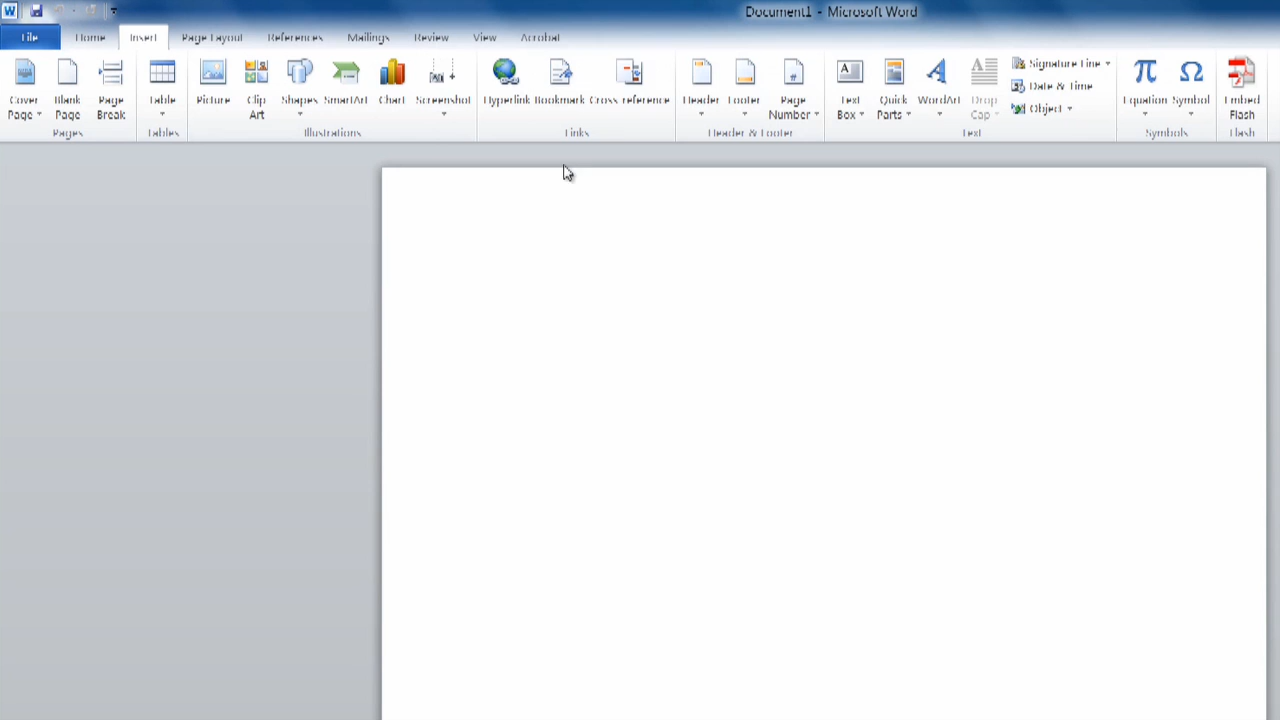 Document1 - Microsoft Word
File Home Insert Page Layout References Mailings Review View Acrobat
Cover Page Blank Page Page Break Table Picture Clip Art Shapes SmartArt Chart Screenshot Hyperlink Bookmark Cross-reference Header Footer Page Number Text Box Quick Parts WordArt Drop Cap Signature Line Equation Symbol Embed Flash
Date & Time
Object
Pages Tables Illustrations Links Header & Footer Text Symbols Flash